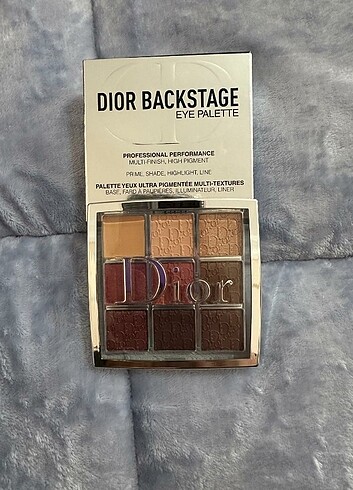 DIOR BACKSTAGE
EYE PALETTE
PROFESSIONAL PERFORMANCE
MULTI-FINISH, HIGH PIGMENT
PRIME, SHADE, HIGHLIGHT, LINE
PALETTE YEUX ULTRA PIGMENTÉE MULTI-TEXTURES
BASE, FARD À PAUPIÈRES, ILLUMINATEUR, LINER
Dior